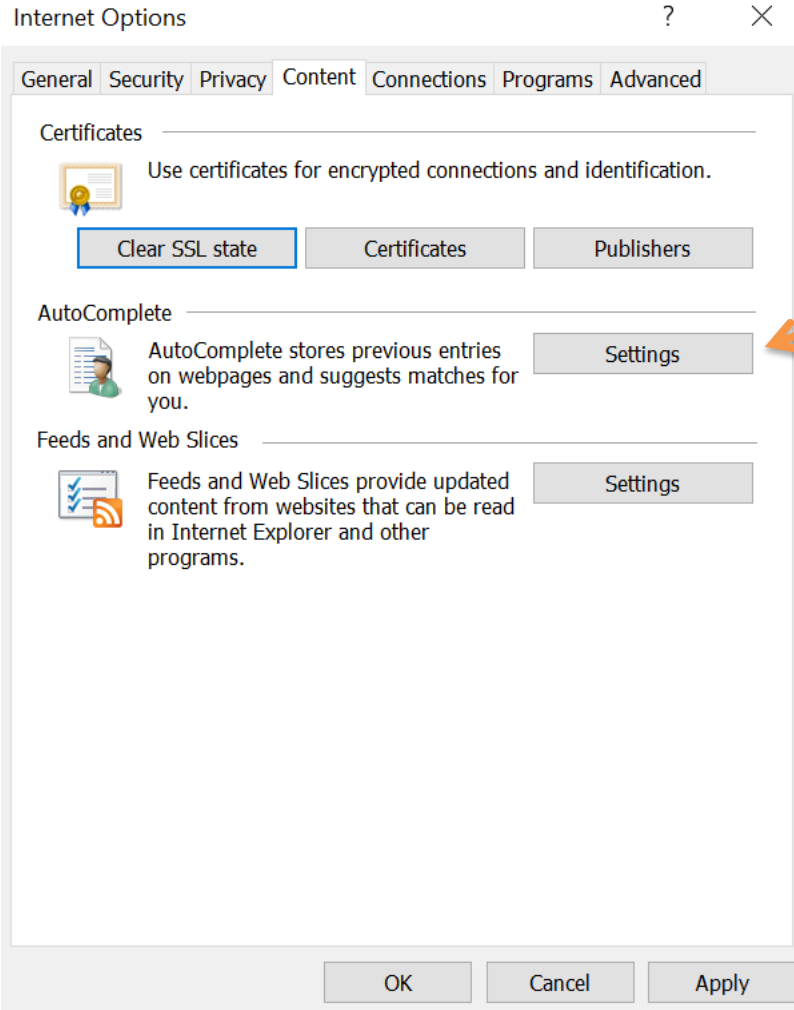 Internet Options ?
General Security Privacy Content Connections Programs Advanced
Certificates
Use certificates for encrypted connections and identification.
Clear SSL state Certificates Publishers
AutoComplete
AutoComplete stores previous entries
on webpages and suggests matches for
you.
Settings
Feeds and Web Slices
Feeds and Web Slices provide updated
content from websites that can be read
in Internet Explorer and other
programs.
Settings
OK Cancel Apply